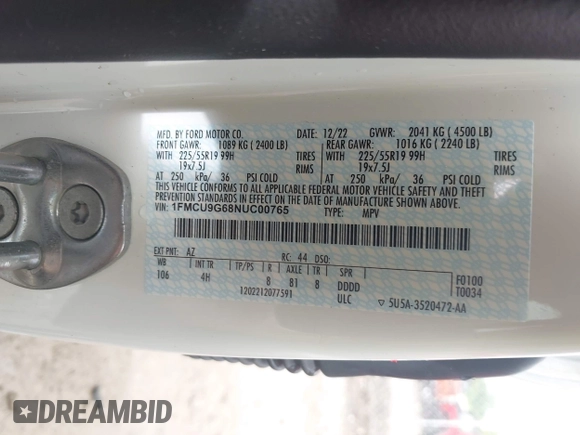 MFD. BY FORD MOTOR CO. 12/22 GVWR: 2041 KG ( 4500 LB)
FRONT GAWR: 1089 KG ( 2400 LB) REAR GAWR: 1016 KG ( 2240 LB)
WITH 225/55R19 99H TIRES WITH 225/55R19 99H TIRES
19x7.5J RIMS 19x7.5J RIMS
AT 250 kPa/ 36 PSI COLD AT 250 kPa/ 36 PSI COLD
THIS VEHICLE CONFORMS TO ALL APPLICABLE FEDERAL MOTOR VEHICLE SAFETY AND
THEFT PREVENTION STANDARDS IN EFFECT ON THE DATE OF MANUFACTURE SHOWN ABOVE.
VIN: 1FMCU9G68NUC00765 TYPE: MPV
EXT PNT: AZ RC: 44 DSO:
WB INT TR TP/PS R AXLE TR SPR
106 4H 8 81 8 DDDD F0100
ULC T0034
1202212077591 ▽ 5U5A-3520472-AA
DREAMBID